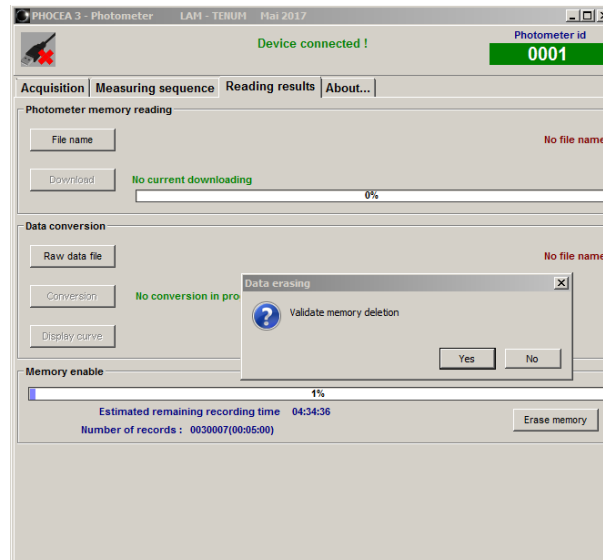 PHOCEA 3 - Photometer LAM - TENUM Mai 2017
Device connected !
Photometer id
0001
Acquisition Measuring sequence Reading results About...
Photometer memory reading
File name
No file name
Download
No current downloading
0%
Data conversion
Raw data file
No file name
Conversion
No conversion in pro
Display curve
Data erasing
Validate memory deletion
Yes No
Memory enable
1%
Estimated remaining recording time 04:34:36
Number of records : 0030007(00:05:00)
Erase memory